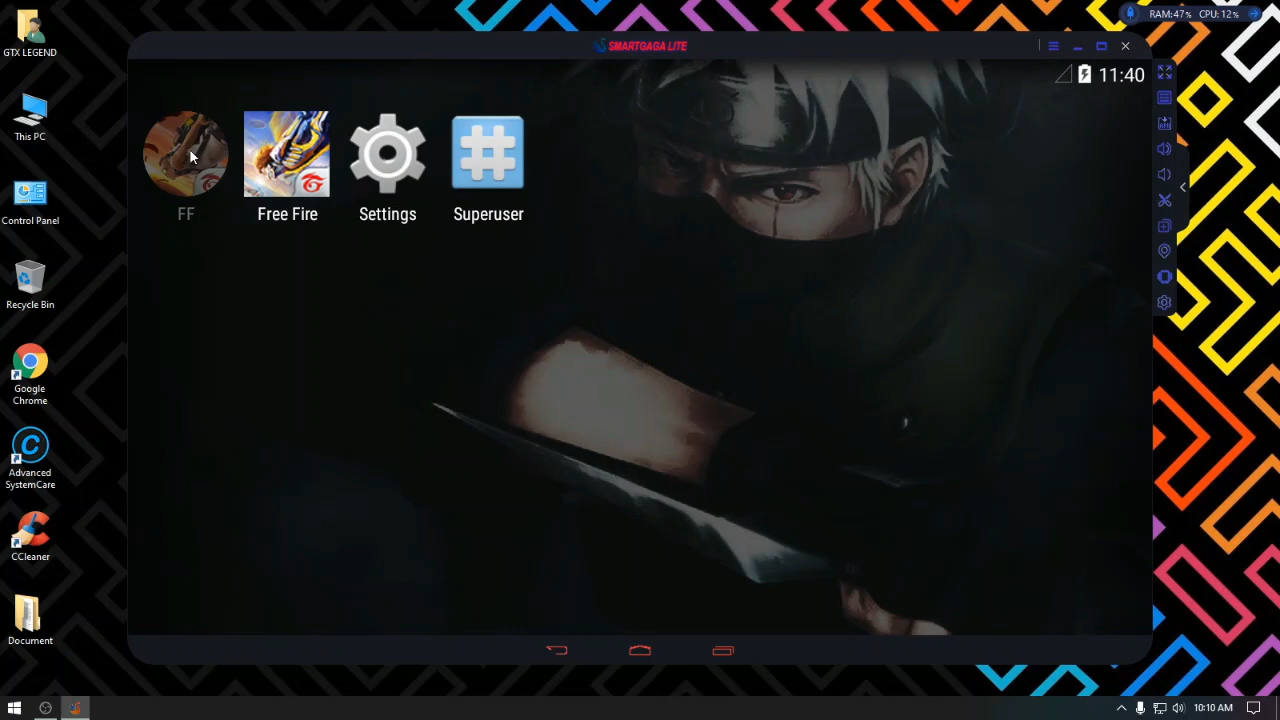 RAM:47% CPU:12%
SMARTGAGA LITE
11:40
FF
Free Fire
Settings
Superuser
GTX LEGEND
This PC
Control Panel
Recycle Bin
Google
Chrome
Advanced
SystemCare
CCleaner
Document
10:10 AM